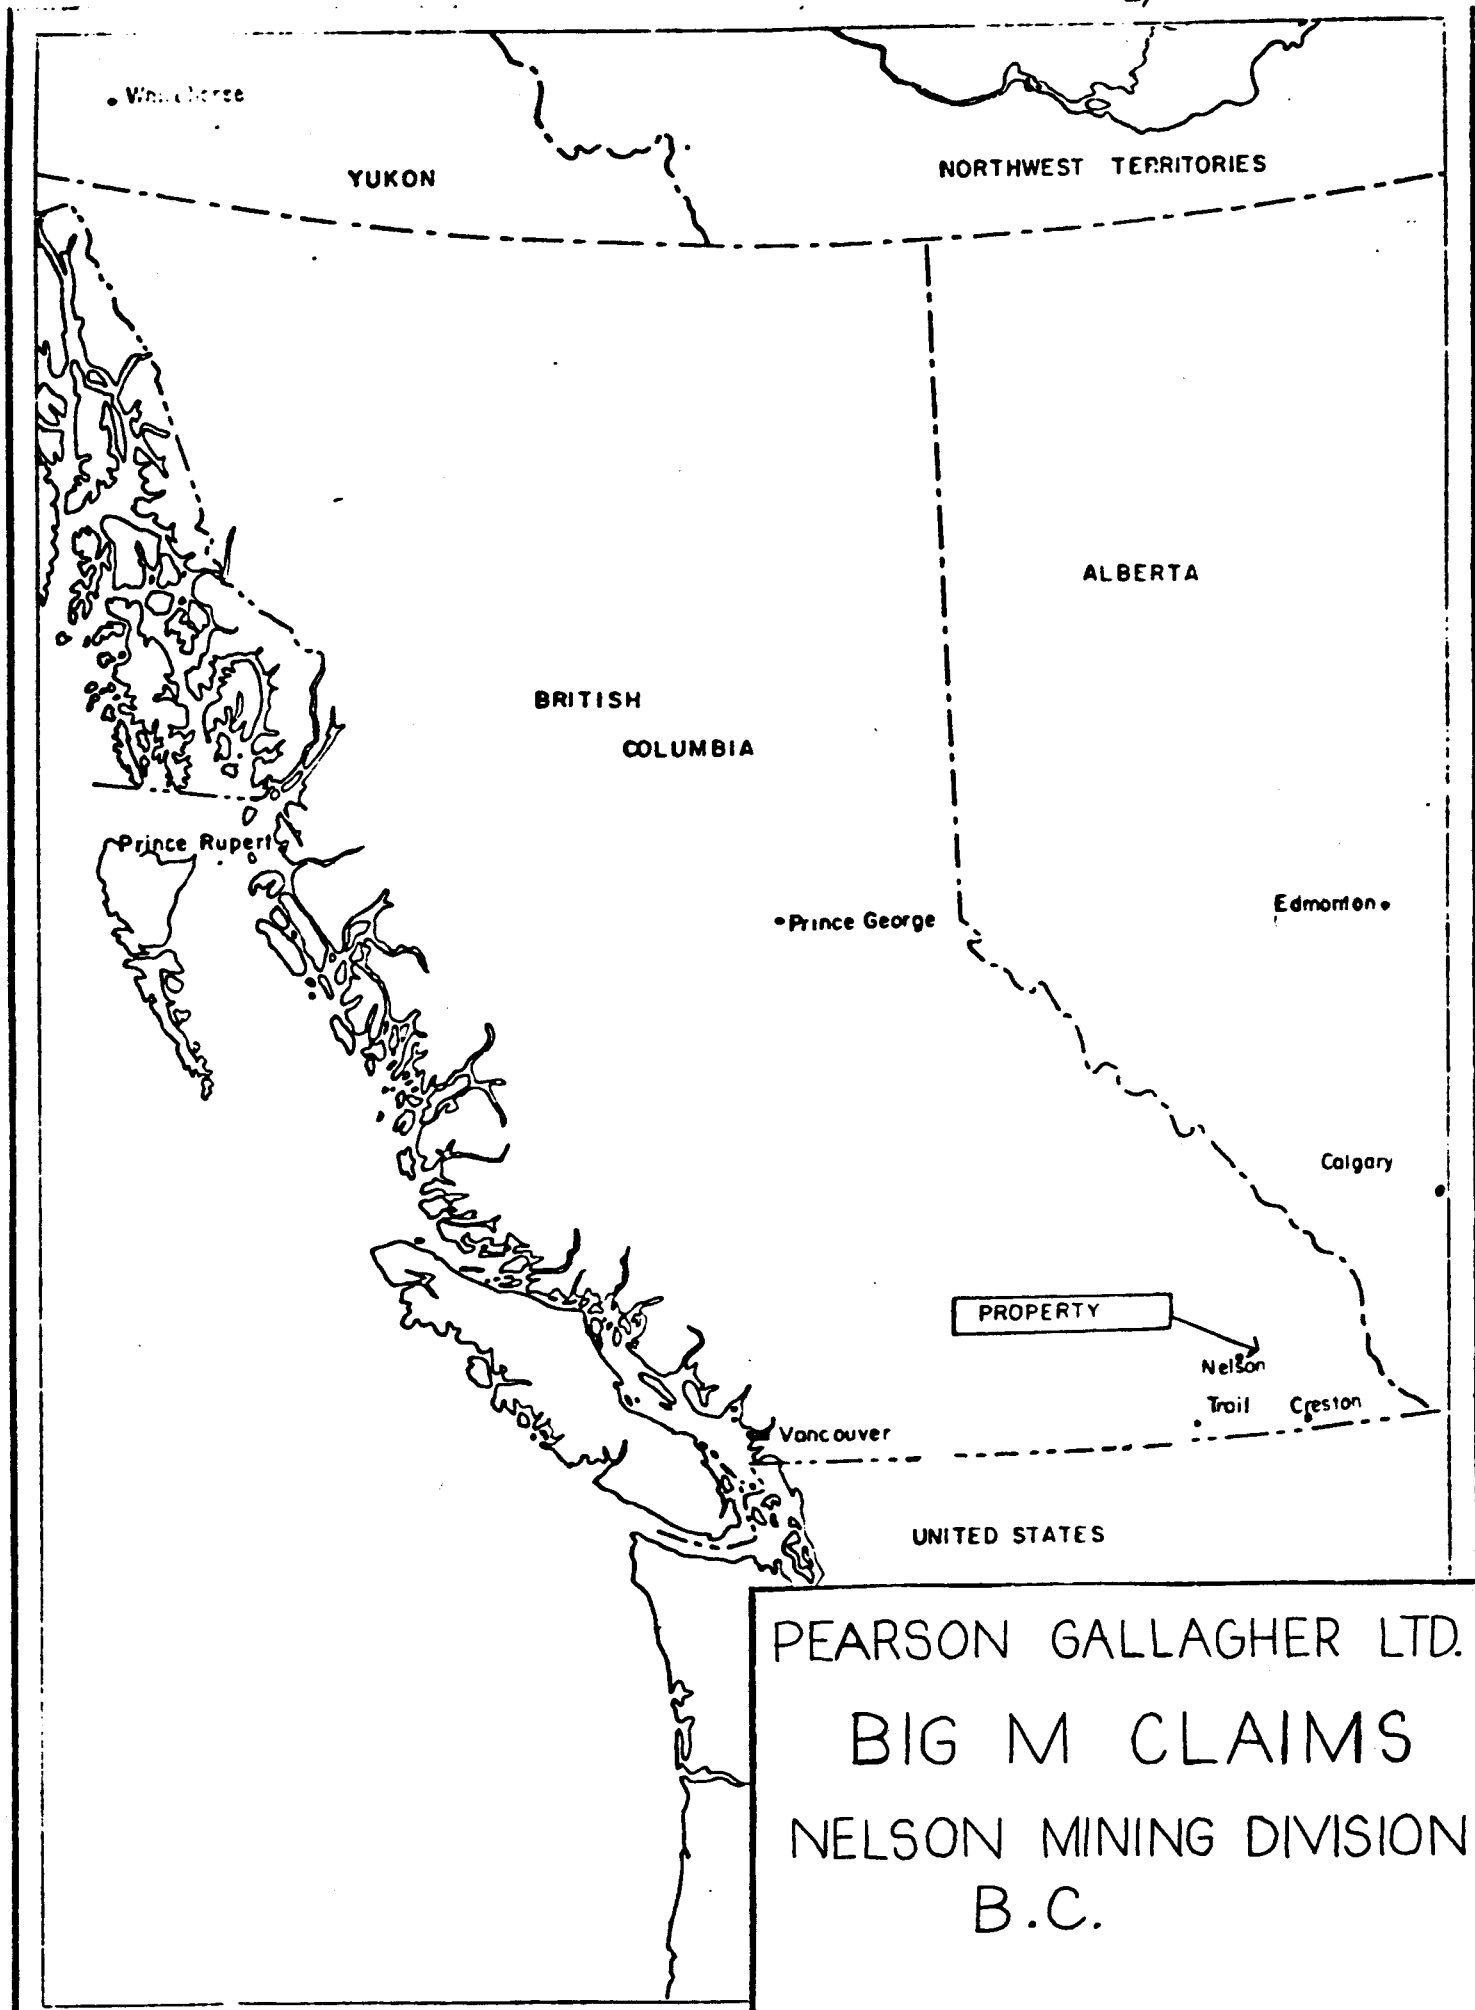 Whitehorse
YUKON
NORTHWEST TERRITORIES
ALBERTA
BRITISH
COLUMBIA
Prince Rupert
Prince George
Edmonton
Calgary
PROPERTY
Nelson
Trail
Creston
Vancouver
UNITED STATES
PEARSON GALLAGHER LTD.
BIG M CLAIMS
NELSON MINING DIVISION
B.C.